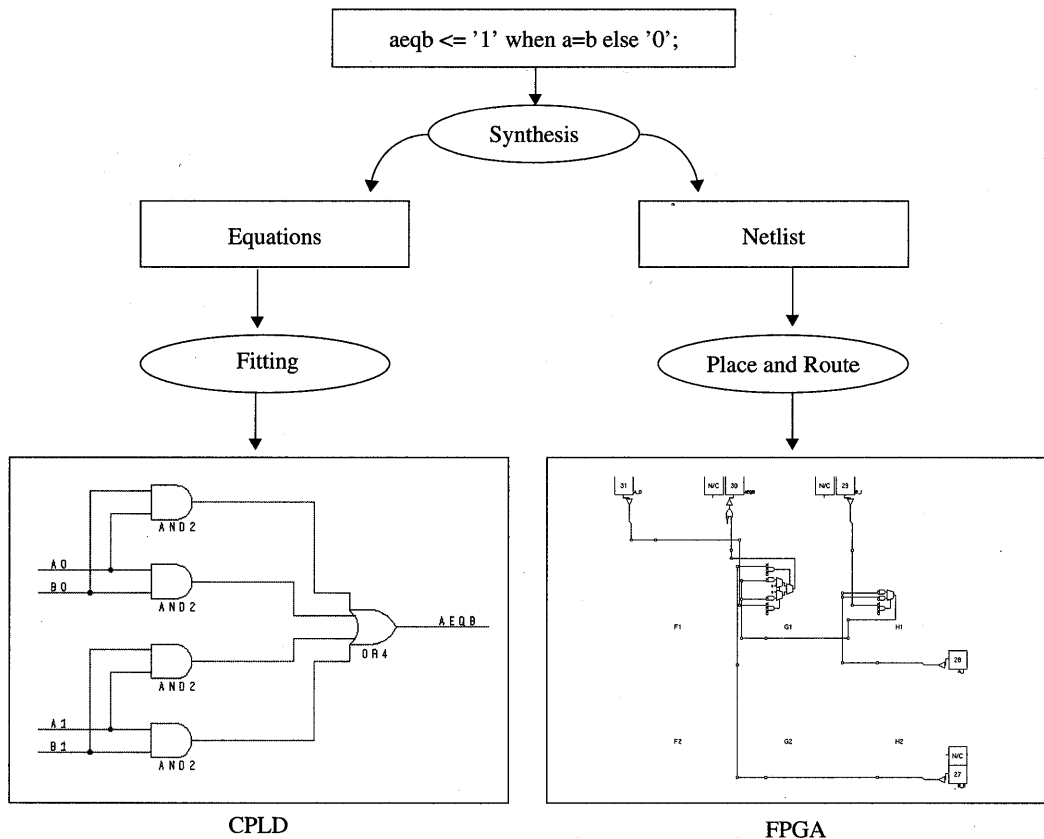 aeqb <= '1' when a=b else '0';
Synthesis
Equations
Netlist
Fitting
Place and Route
AND2
A0
B0
AND2
AEQB
OR4
AND2
A1
B1
AND2
CPLD
31
N/C
30
N/C
29
F1
G1
H1
28
F2
G2
H2
N/C
27
FPGA